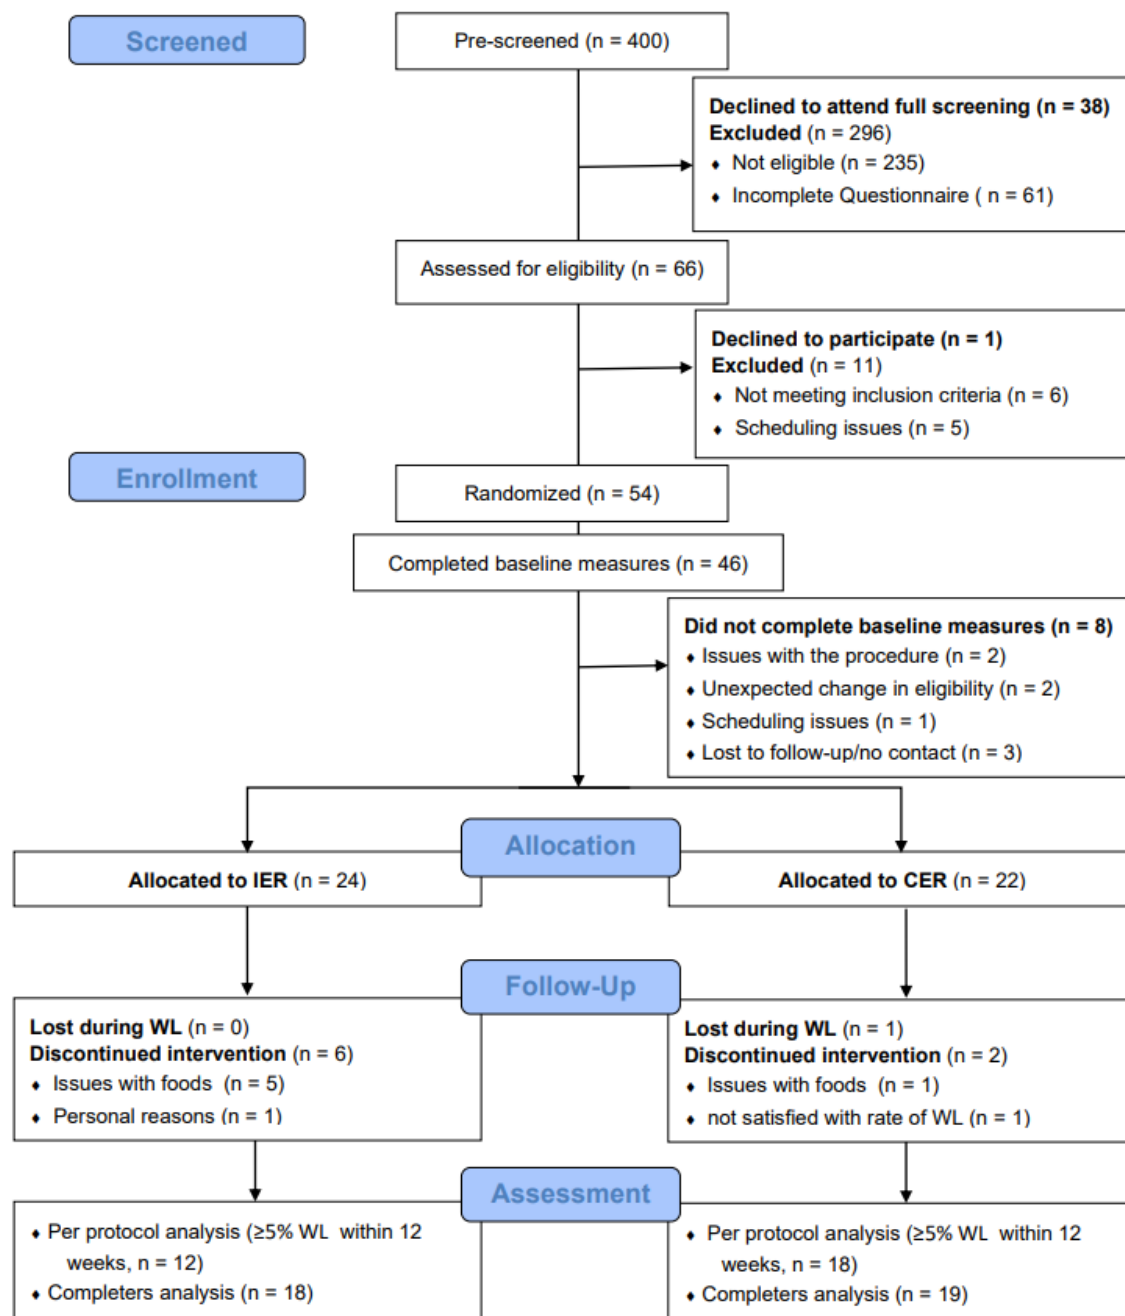 Screened
Pre-screened (n = 400)
Declined to attend full screening (n = 38)
Excluded (n = 296)
♦ Not eligible (n = 235)
♦ Incomplete Questionnaire ( n = 61)
Assessed for eligibility (n = 66)
Declined to participate (n = 1)
Excluded (n = 11)
♦ Not meeting inclusion criteria (n = 6)
♦ Scheduling issues (n = 5)
Enrollment
Randomized (n = 54)
Completed baseline measures (n = 46)
Did not complete baseline measures (n = 8)
♦ Issues with the procedure (n = 2)
♦ Unexpected change in eligibility (n = 2)
♦ Scheduling issues (n = 1)
♦ Lost to follow-up/no contact (n = 3)
Allocation
Allocated to IER (n = 24)
Allocated to CER (n = 22)
Follow-Up
Lost during WL (n = 0)
Discontinued intervention (n = 6)
♦ Issues with foods (n = 5)
♦ Personal reasons (n = 1)
Lost during WL (n = 1)
Discontinued intervention (n = 2)
♦ Issues with foods (n = 1)
♦ not satisfied with rate of WL (n = 1)
Assessment
♦ Per protocol analysis (≥5% WL within 12
weeks, n = 12)
♦ Completers analysis (n = 18)
♦ Per protocol analysis (≥5% WL within 12
weeks, n = 18)
♦ Completers analysis (n = 19)